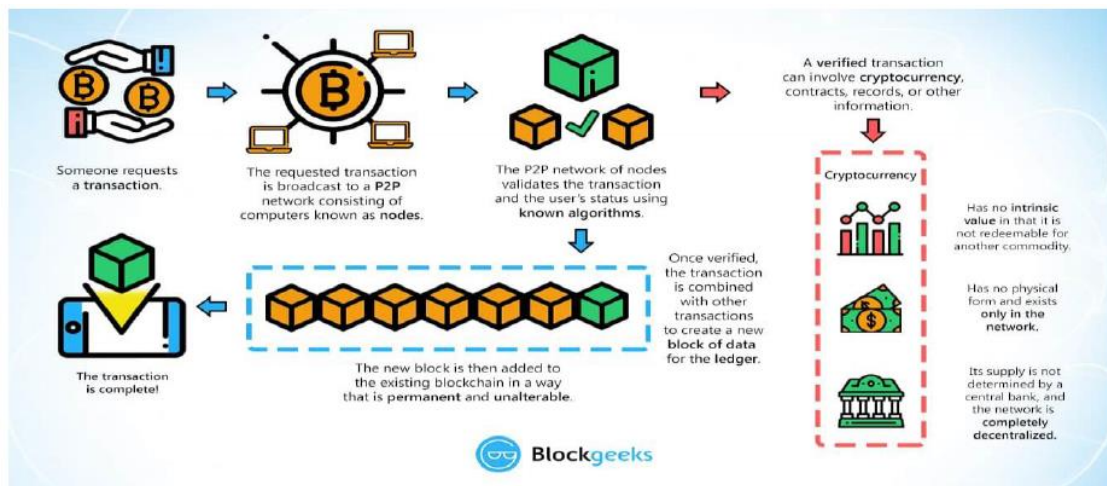 Someone requests
a transaction.
The requested transaction
is broadcast to a P2P
network consisting of
computers known as nodes.
The P2P network of nodes
validates the transaction
and the user's status using
known algorithms.
A verified transaction
can involve cryptocurrency,
contracts, records, or other
information.
Cryptocurrency
Has no intrinsic
value in that it is
not redeemable for
another commodity.
Has no physical
form and exists
only in the
network.
Its supply is not
determined by a
central bank, and
the network is
completely
decentralized.
Once verified,
the transaction
is combined
with other
transactions
to create a new
block of data
for the ledger.
The new block is then added to
the existing blockchain in a way
that is permanent and unalterable.
The transaction
is complete!
Blockgeeks